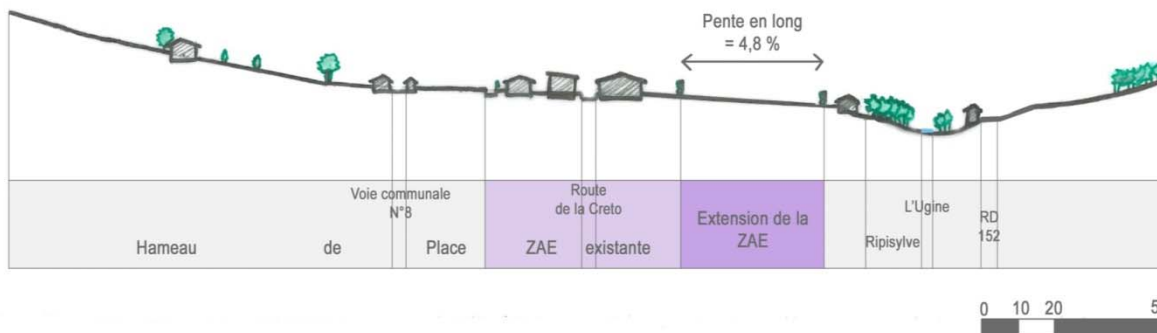 Pente en long
= 4,8 %
Voie communale
N°8
Route
de la Creto
L'Ugine
RD
152
Extension de la
ZAE
Ripisylve
Hameau de Place ZAE existante
0 10 20